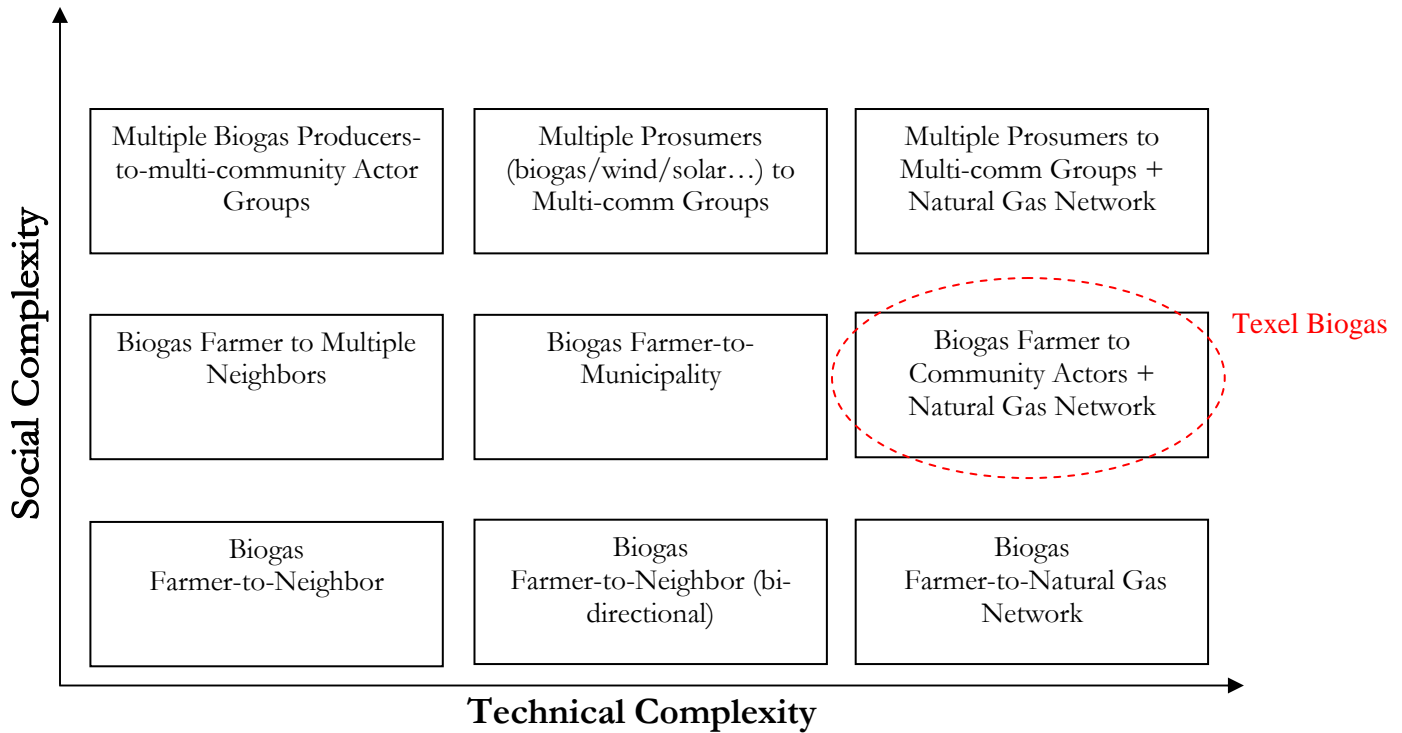 Social Complexity
Multiple Biogas Producers-
to-multi-community Actor
Groups
Multiple Prosumers
(biogas/wind/solar…) to
Multi-comm Groups
Multiple Prosumers to
Multi-comm Groups +
Natural Gas Network
Biogas Farmer to Multiple
Neighbors
Biogas Farmer-to-
Municipality
Biogas Farmer to
Community Actors +
Natural Gas Network
Texel Biogas
Biogas
Farmer-to-Neighbor
Biogas
Farmer-to-Neighbor (bi-
directional)
Biogas
Farmer-to-Natural Gas
Network
Technical Complexity